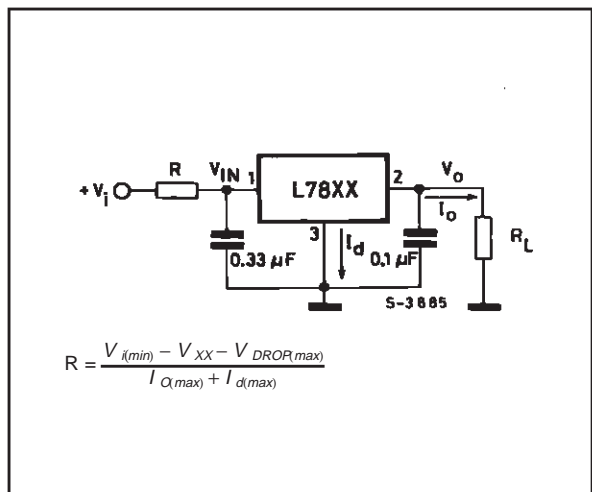 R
V_IN
1
L78XX
2
V_o
+V_i
I_o
3
I_d
R_L
0.33 µF
0.1 µF
S-3885
R = (V_i(min) − V_XX − V_DROP(max)) / (I_O(max) + I_d(max))